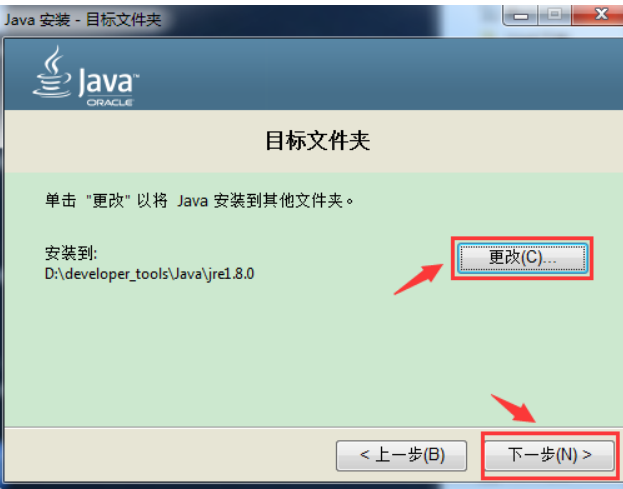 Java 安装 - 目标文件夹
Java™
ORACLE
目标文件夹
单击 "更改" 以将 Java 安装到其他文件夹。
安装到:
D:\developer_tools\Java\jre1.8.0
更改(C)...
< 上一步(B)
下一步(N) >